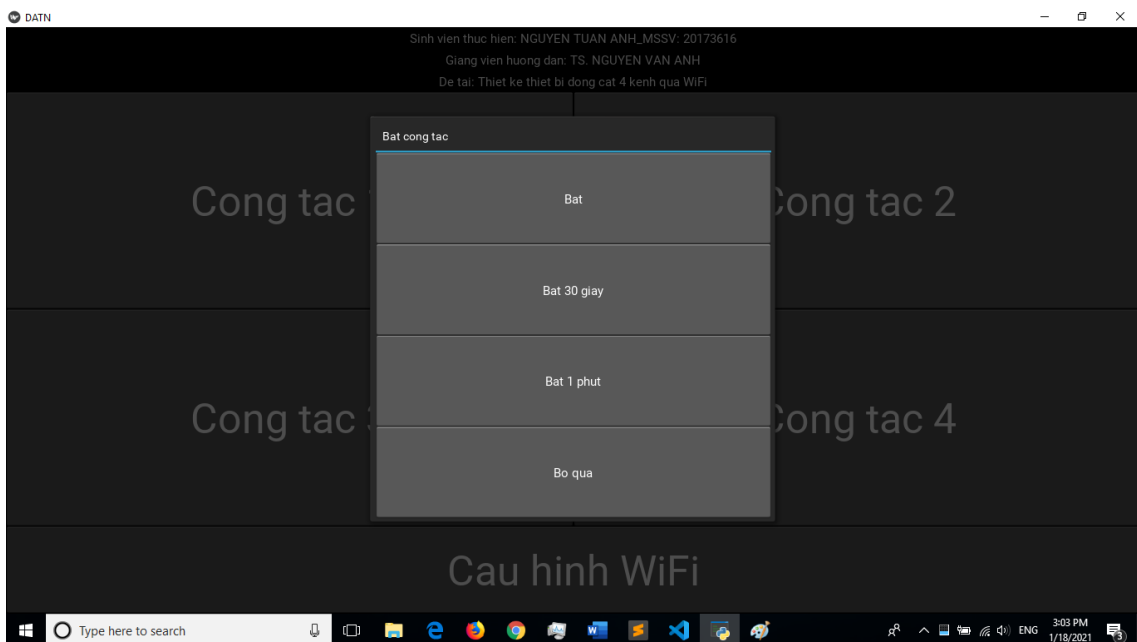 DATN
Sinh vien thuc hien: NGUYEN TUAN ANH_MSSV: 20173616
Giang vien huong dan: TS. NGUYEN VAN ANH
De tai: Thiet ke thiet bi dong cat 4 kenh qua WiFi
Bat cong tac
Bat
Cong tac
Cong tac 2
Bat 30 giay
Bat 1 phut
Cong tac
Cong tac 4
Bo qua
Cau hinh WiFi
Type here to search
ENG
3:03 PM
1/18/2021
3